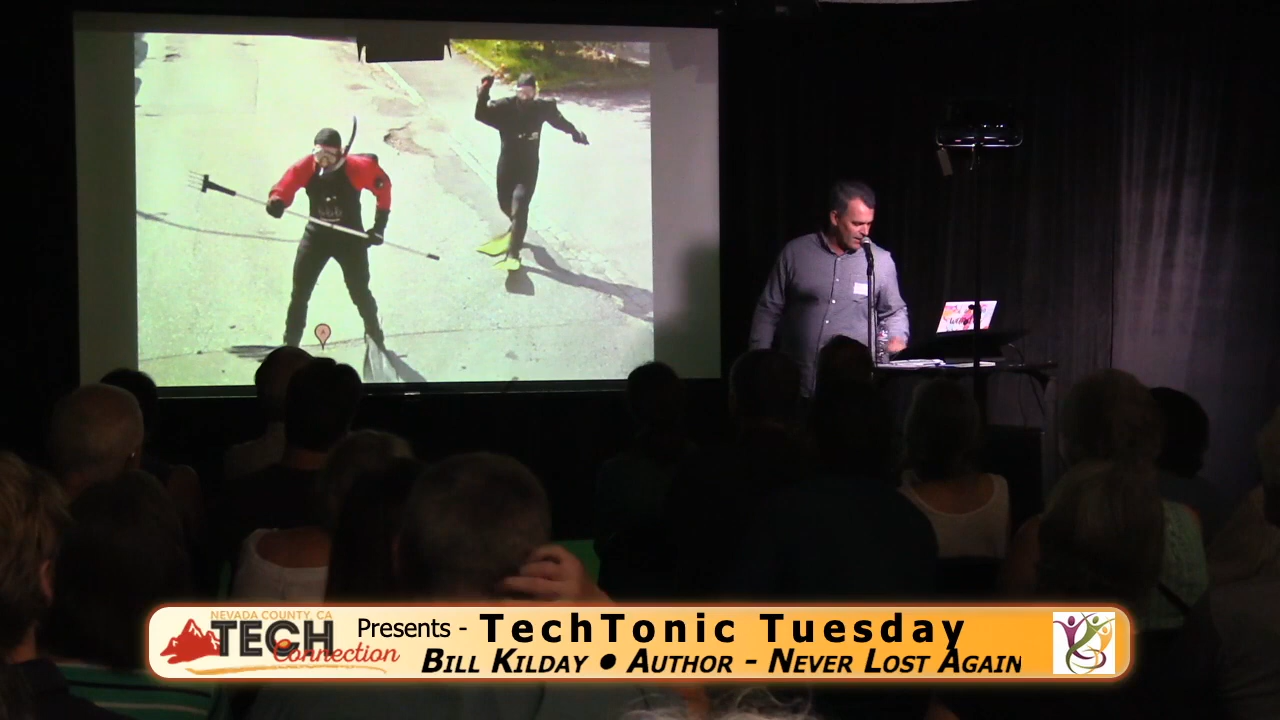 NEVADA COUNTY, CA
TECH
Connection
Presents - TechTonic Tuesday
BILL KILDAY • AUTHOR - NEVER LOST AGAIN